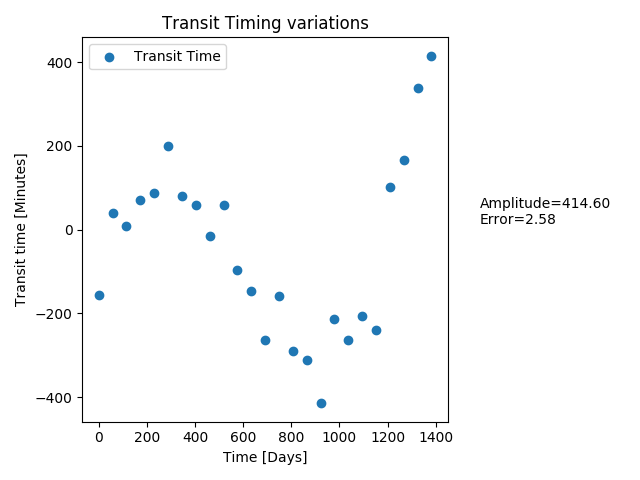 Transit Timing variations
Transit Time
Transit time [Minutes]
400
200
0
−200
−400
0 200 400 600 800 1000 1200 1400
Time [Days]
Amplitude=414.60
Error=2.58